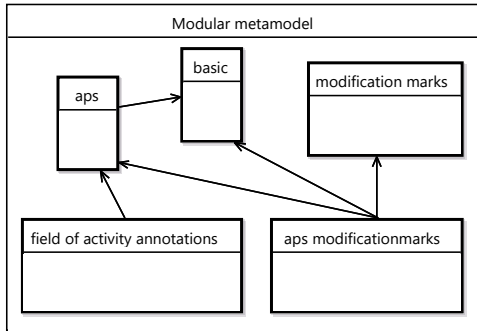 Modular metamodel
basic
aps
modification marks
field of activity annotations
aps modificationmarks